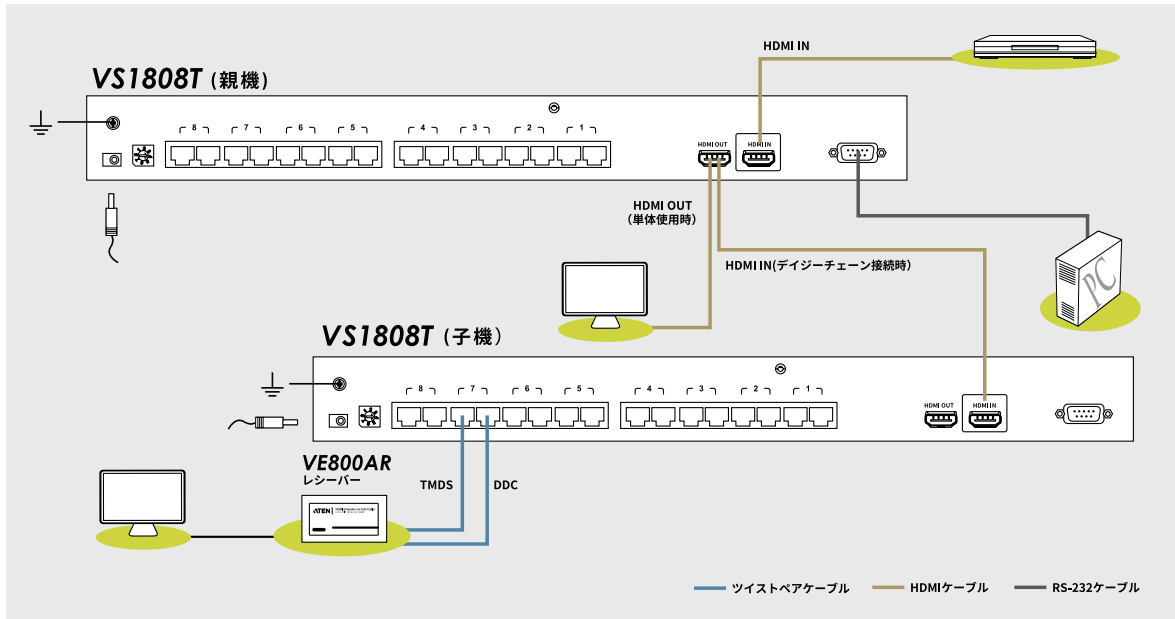 HDMI IN
VS1808T (親機)
8 7 6 5 4 3 2 1
HDMI OUT
HDMI IN
HDMI OUT
(単体使用時)
HDMI IN(デイジーチェーン接続時)
PC
VS1808T (子機)
8 7 6 5 4 3 2 1
HDMI OUT
HDMI IN
VE800AR
レシーバー
TMDS
DDC
ATEN
ツイストペアケーブル
HDMIケーブル
RS-232ケーブル